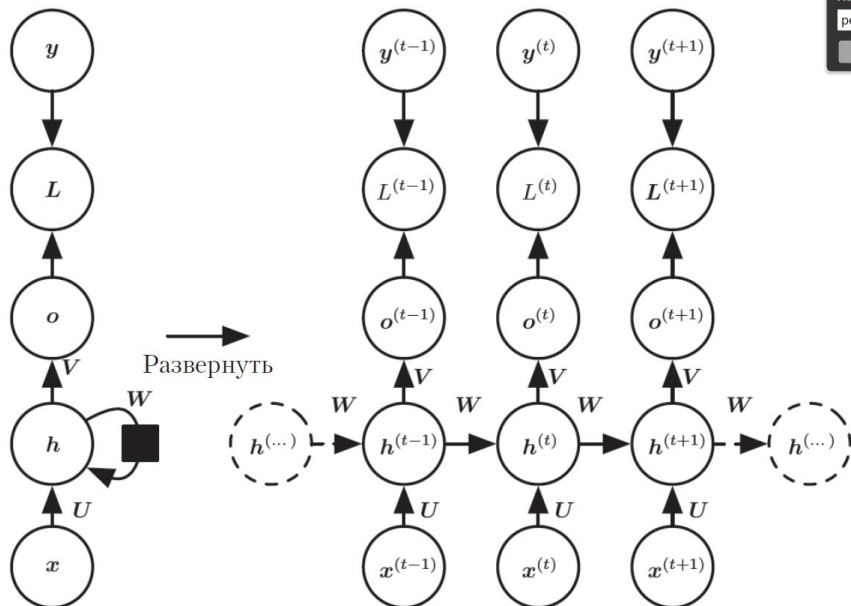 y y^(t−1) y^(t) y^(t+1)
L L^(t−1) L^(t) L^(t+1)
o o^(t−1) o^(t) o^(t+1)
Развернуть
V V V V
W W W W W
h h^(...) h^(t−1) h^(t) h^(t+1) h^(...)
U U U U
x x^(t−1) x^(t) x^(t+1)